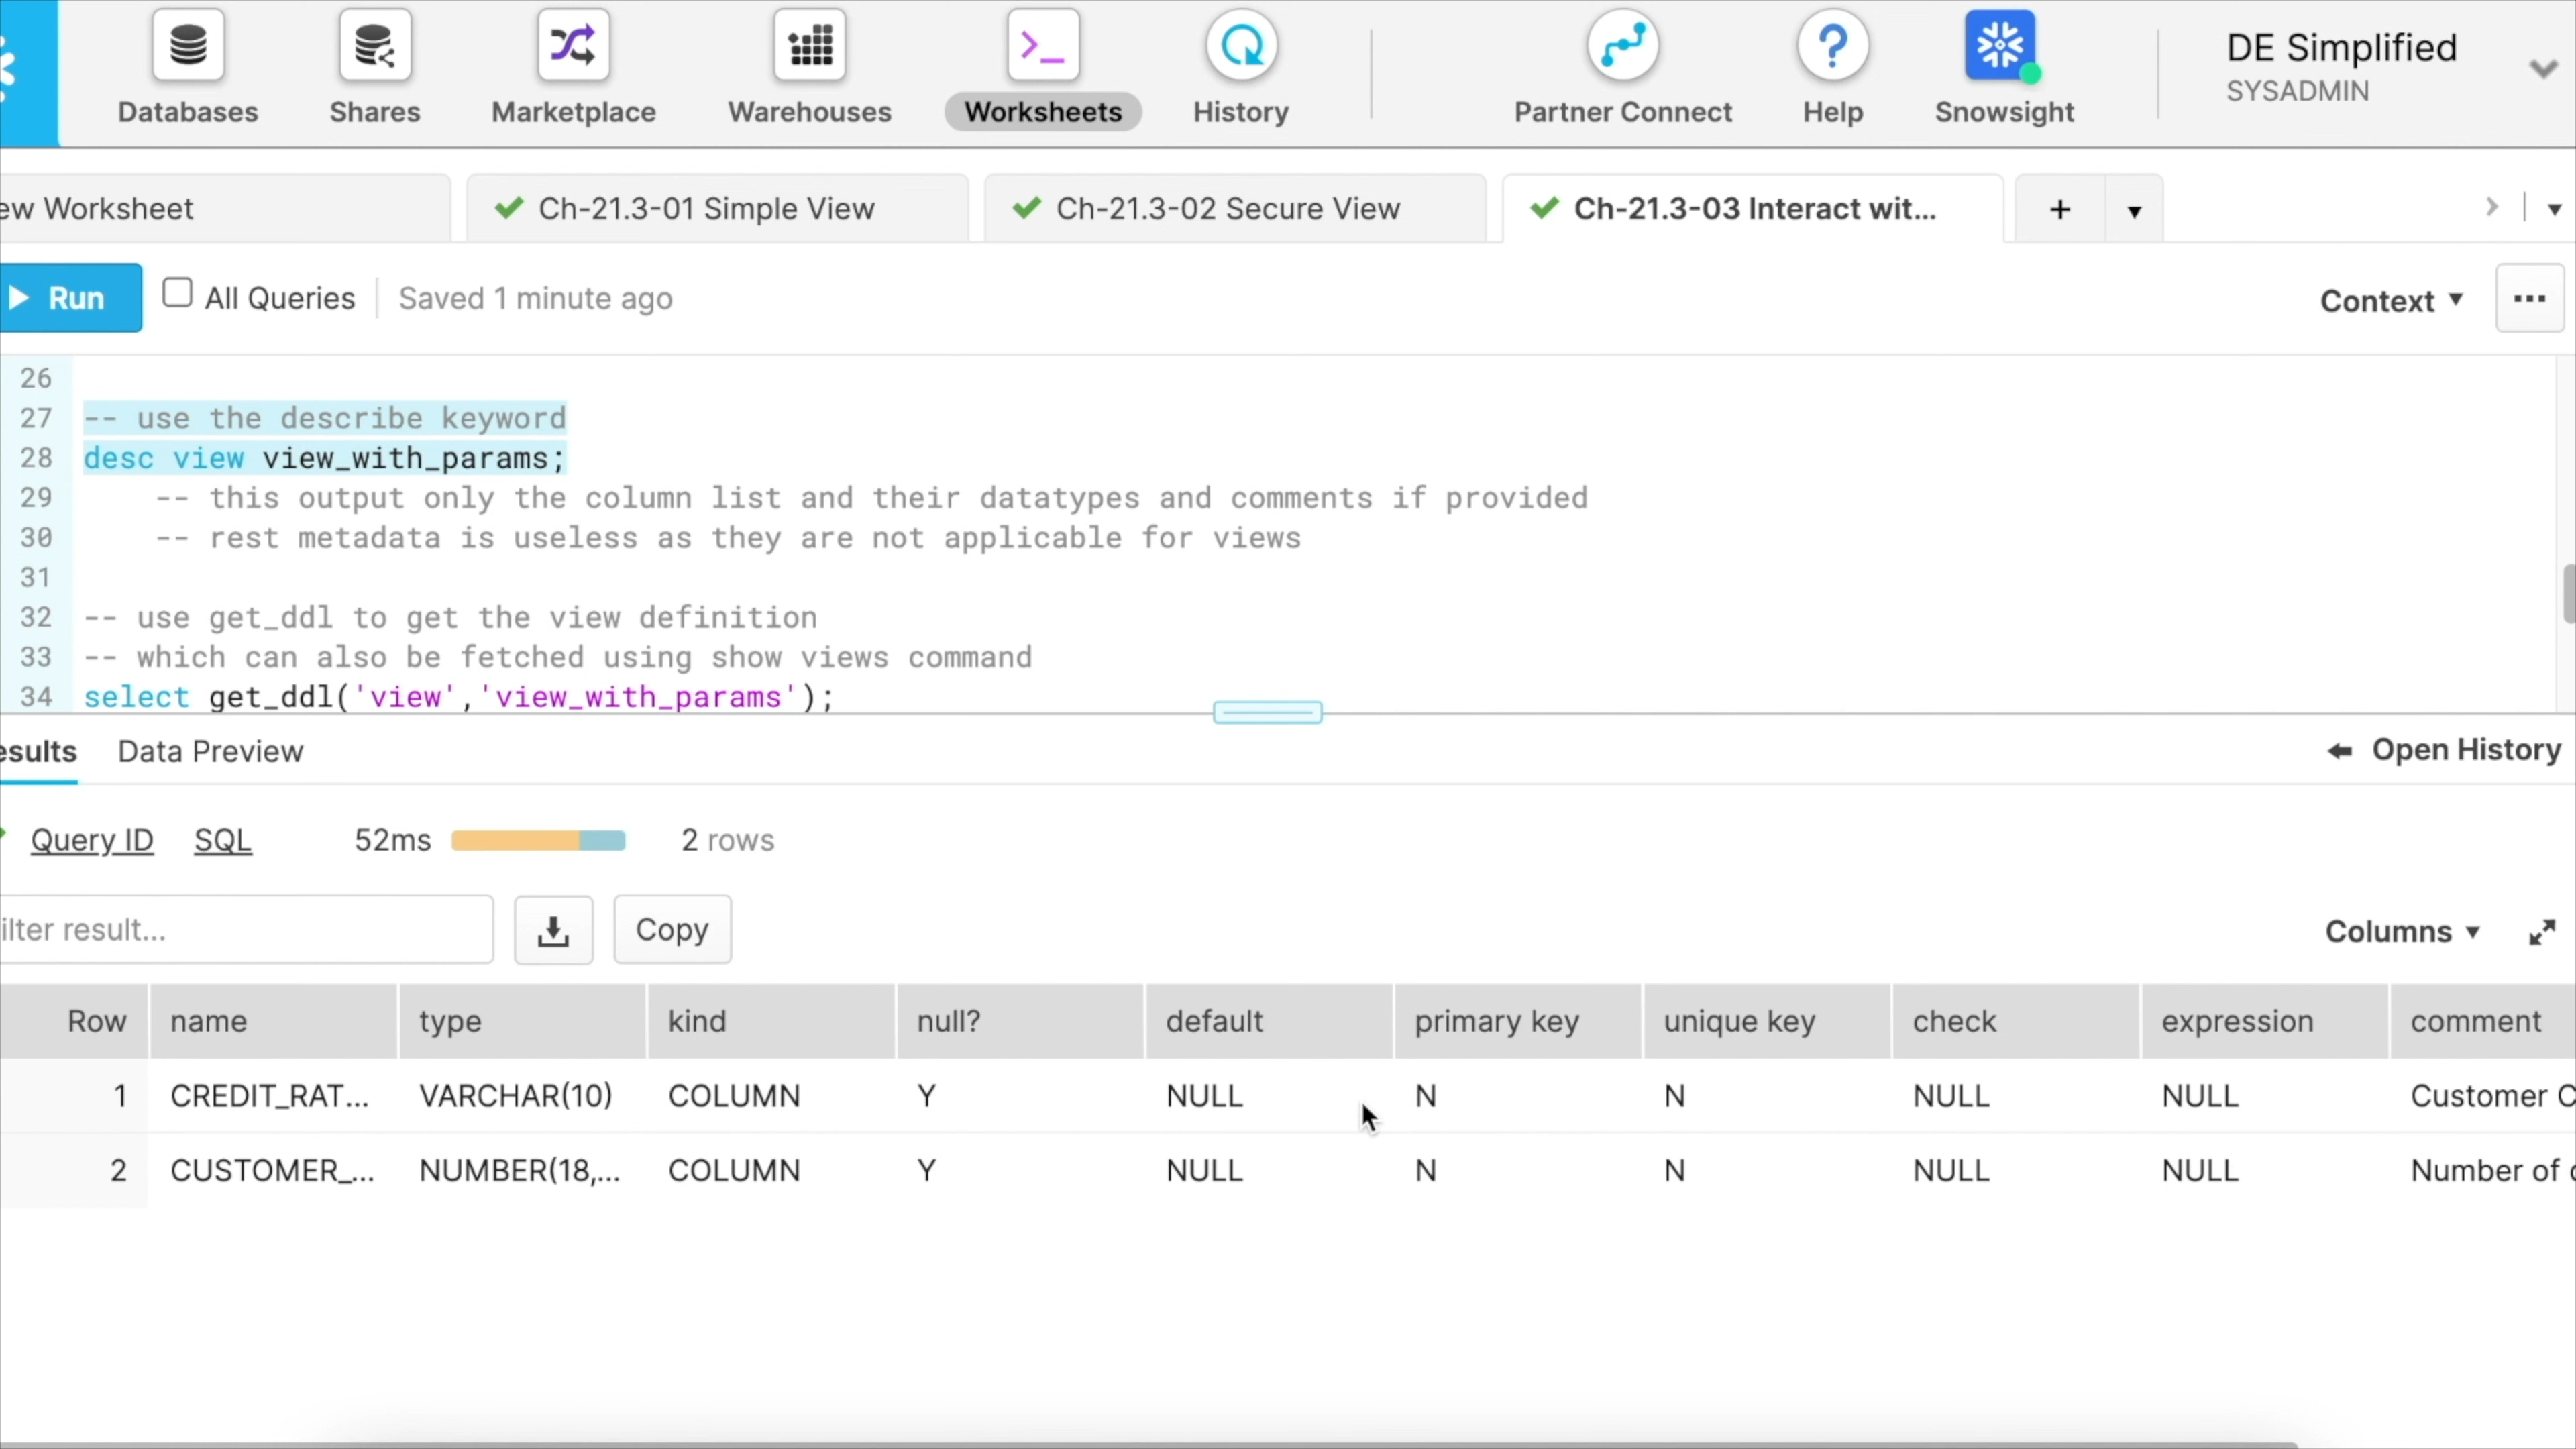 Databases Shares Marketplace Warehouses Worksheets History Partner Connect Help Snowsight
DE Simplified
SYSADMIN
ew Worksheet Ch-21.3-01 Simple View Ch-21.3-02 Secure View Ch-21.3-03 Interact wit... +
Run All Queries Saved 1 minute ago Context ...
26
27 -- use the describe keyword
28 desc view view_with_params;
29 -- this output only the column list and their datatypes and comments if provided
30 -- rest metadata is useless as they are not applicable for views
31
32 -- use get_ddl to get the view definition
33 -- which can also be fetched using show views command
34 select get_ddl('view','view_with_params');
esults Data Preview Open History
Query ID SQL 52ms 2 rows
ilter result... Copy Columns
Row name type kind null? default primary key unique key check expression comment
1 CREDIT_RAT... VARCHAR(10) COLUMN Y NULL N N NULL NULL Customer C
2 CUSTOMER_... NUMBER(18,... COLUMN Y NULL N N NULL NULL Number of